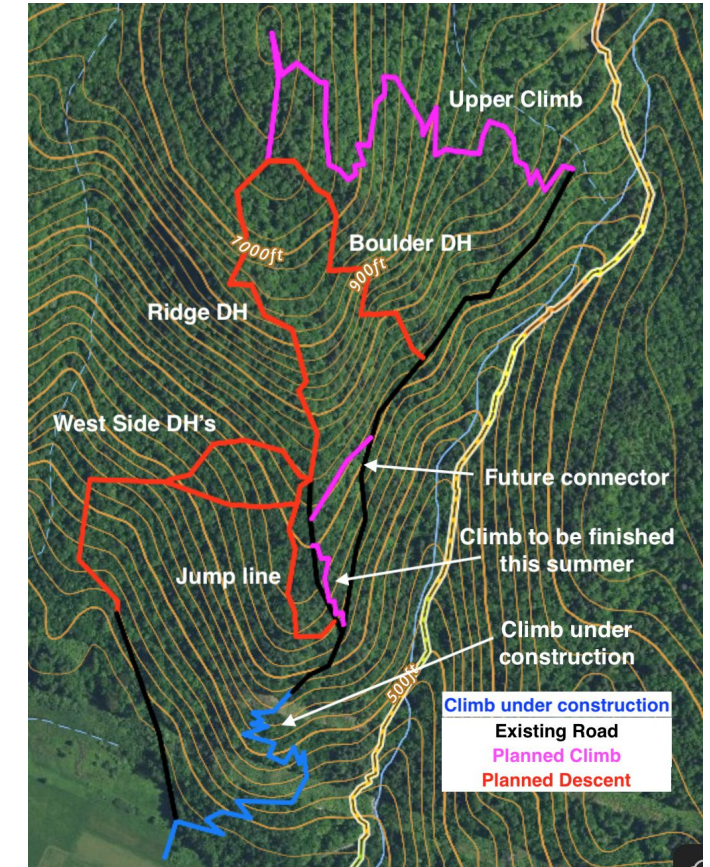 Upper Climb
Boulder DH
1000ft
900ft
Ridge DH
West Side DH's
Future connector
Climb to be finished
this summer
Jump line
Climb under
construction
500ft
Climb under construction
Existing Road
Planned Climb
Planned Descent